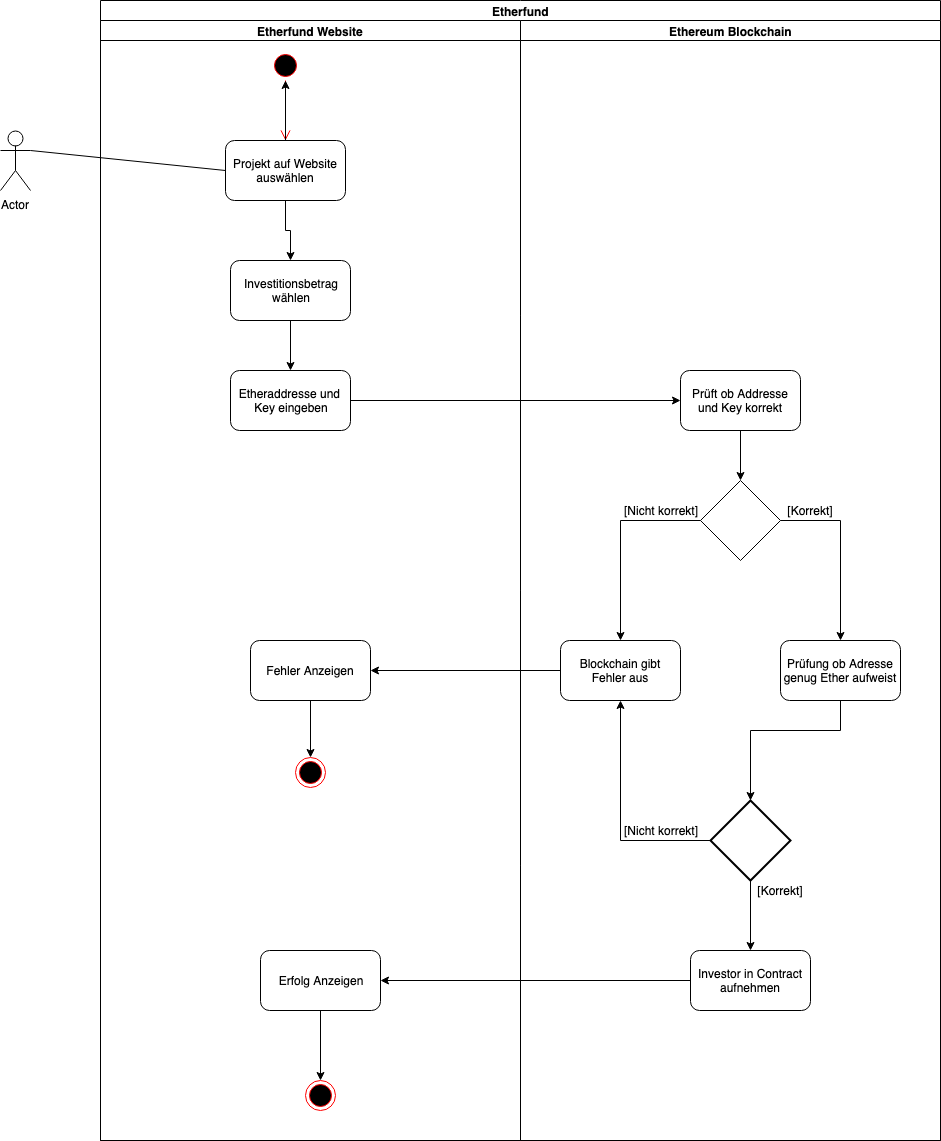 Etherfund
Etherfund Website
Ethereum Blockchain
Projekt auf Website
auswählen
Actor
Investitionsbetrag
wählen
Etheraddresse und
Key eingeben
Prüft ob Addresse
und Key korrekt
[Nicht korrekt]
[Korrekt]
Fehler Anzeigen
Blockchain gibt
Fehler aus
Prüfung ob Adresse
genug Ether aufweist
[Nicht korrekt]
[Korrekt]
Erfolg Anzeigen
Investor in Contract
aufnehmen